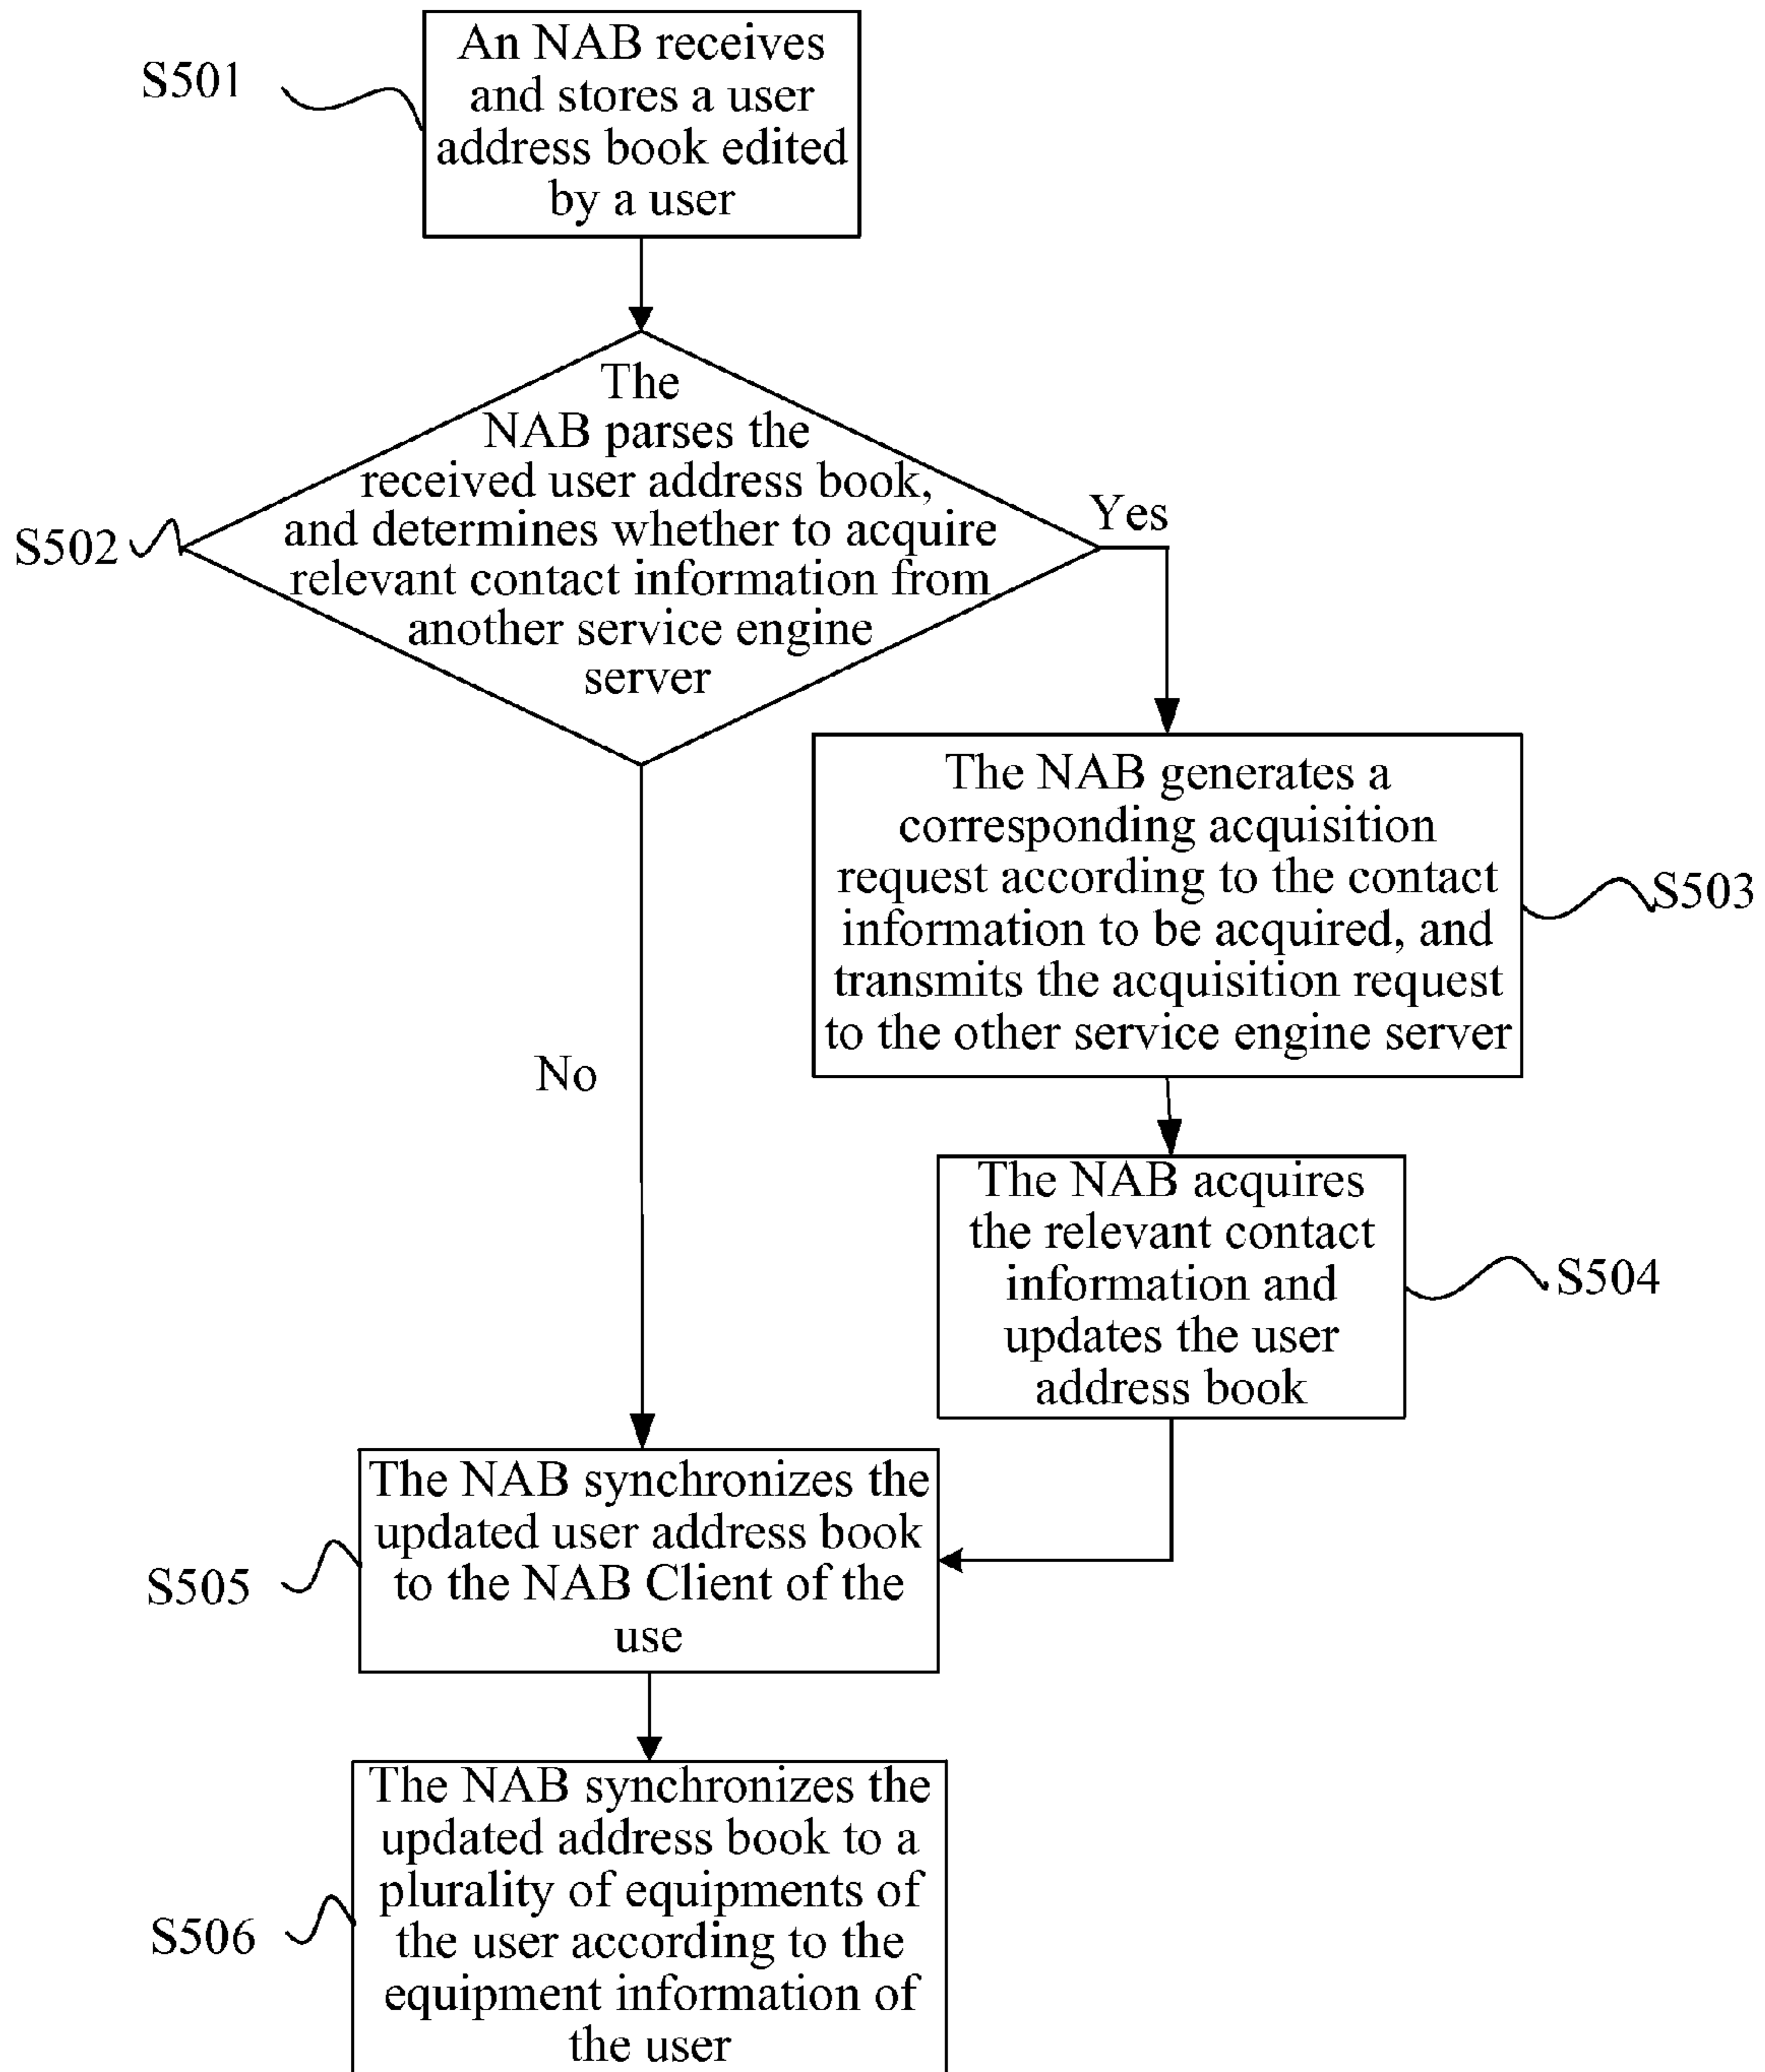 S501
An NAB receives
and stores a user
address book edited
by a user
S502
The
NAB parses the
received user address book,
and determines whether to acquire
relevant contact information from
another service engine
server
Yes
The NAB generates a
corresponding acquisition
request according to the contact
information to be acquired, and
transmits the acquisition request
to the other service engine server
S503
No
The NAB acquires
the relevant contact
information and
updates the user
address book
S504
The NAB synchronizes the
updated user address book
to the NAB Client of the
use
S505
The NAB synchronizes the
updated address book to a
plurality of equipments of
the user according to the
equipment information of
the user
S506